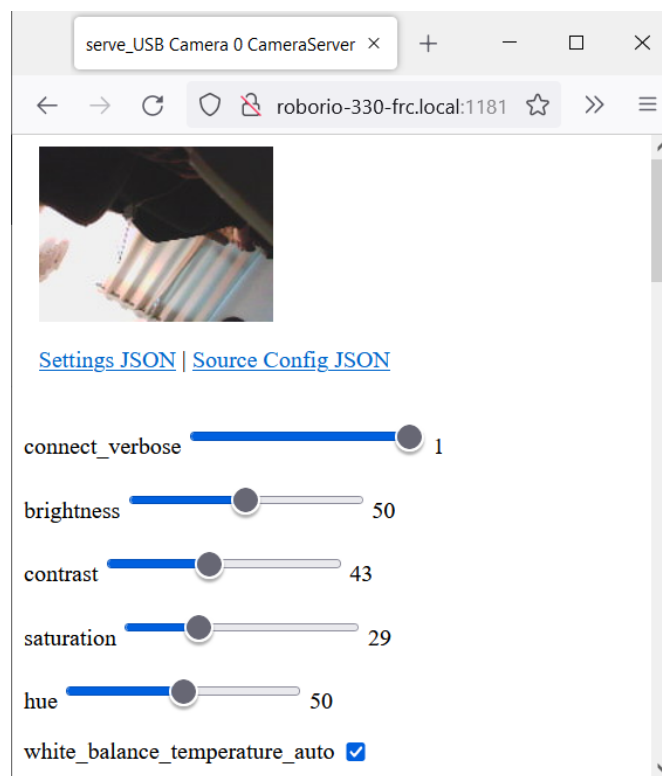 serve_USB Camera 0 CameraServer
roborio-330-frc.local:1181
Settings JSON | Source Config JSON
connect_verbose 1
brightness 50
contrast 43
saturation 29
hue 50
white_balance_temperature_auto